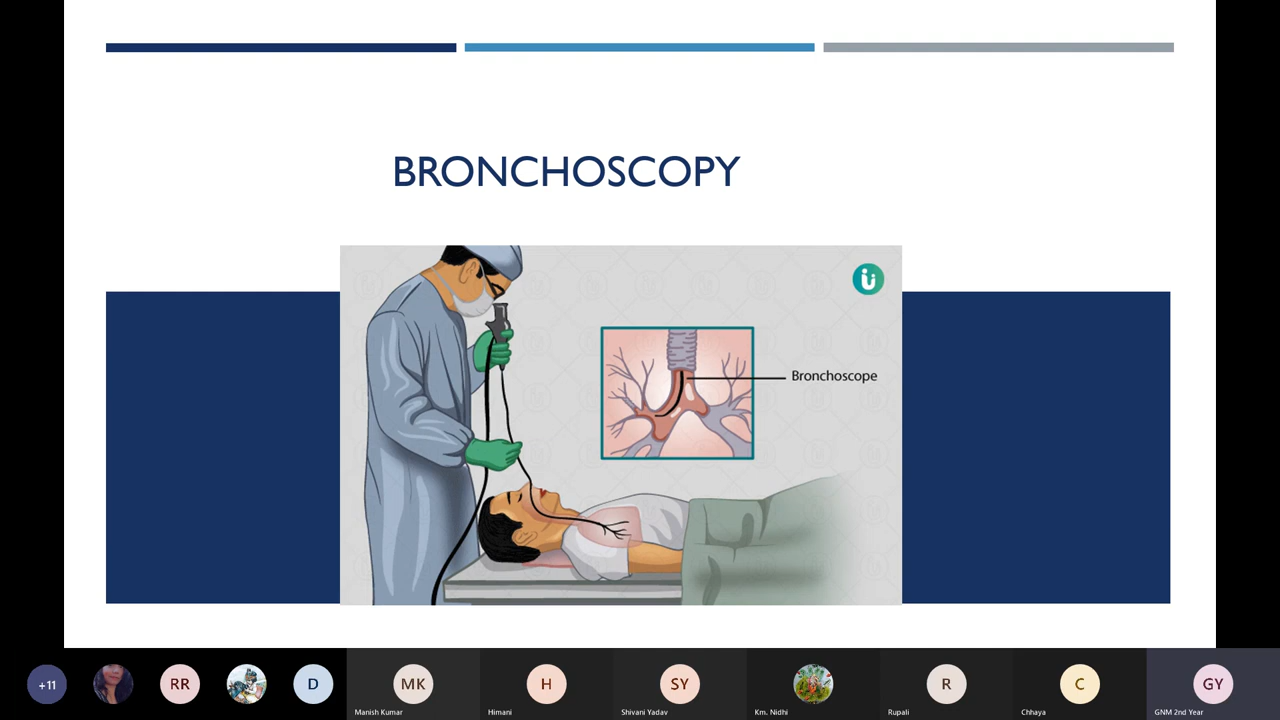 BRONCHOSCOPY
Bronchoscope
+11
RR
D
MK
H
SY
R
C
GY
Manish Kumar
Himani
Shivani Yadav
Km. Nidhi
Rupali
Chhaya
GNM 2nd Year